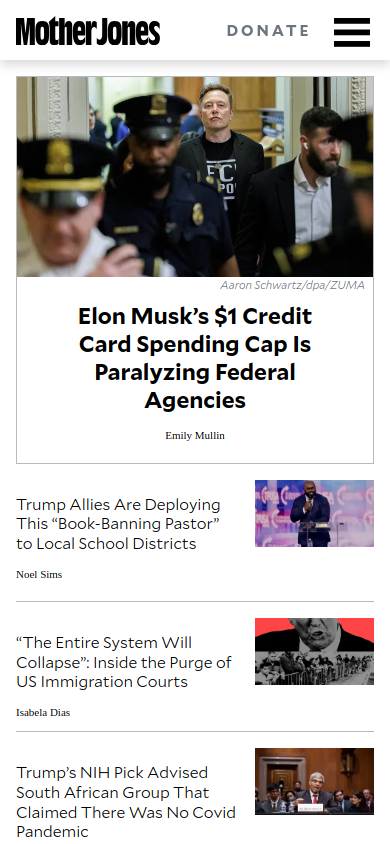 Mother Jones
DONATE
Aaron Schwartz/dpa/ZUMA
Elon Musk’s $1 Credit
Card Spending Cap Is
Paralyzing Federal
Agencies
Emily Mullin
Trump Allies Are Deploying
This “Book-Banning Pastor”
to Local School Districts
Noel Sims
“The Entire System Will
Collapse”: Inside the Purge of
US Immigration Courts
Isabela Dias
Trump’s NIH Pick Advised
South African Group That
Claimed There Was No Covid
Pandemic